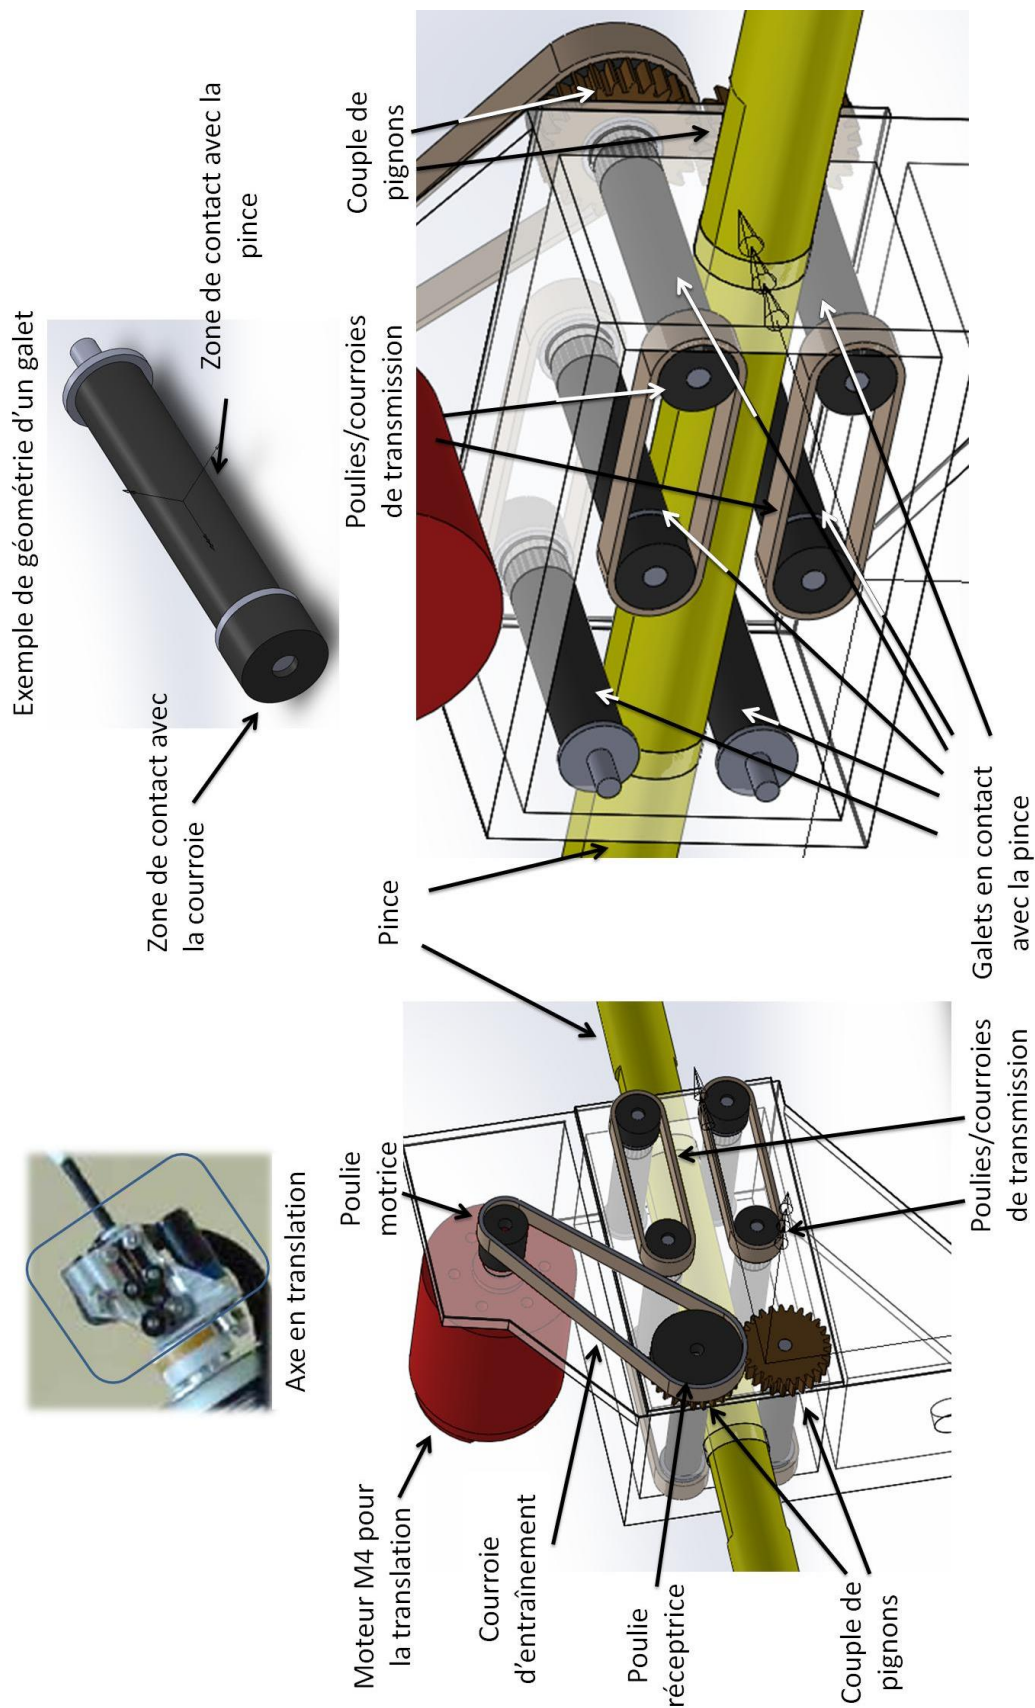 Exemple de géométrie d'un galet
Zone de contact avec
la courroie
Zone de contact avec la
pince
Axe en translation
Moteur M4 pour
la translation
Poulie
motrice
Courroie
d'entraînement
Poulie
réceptrice
Couple de
pignons
Poulies/courroies
de transmission
Pince
Poulies/courroies
de transmission
Couple de
pignons
Galets en contact
avec la pince